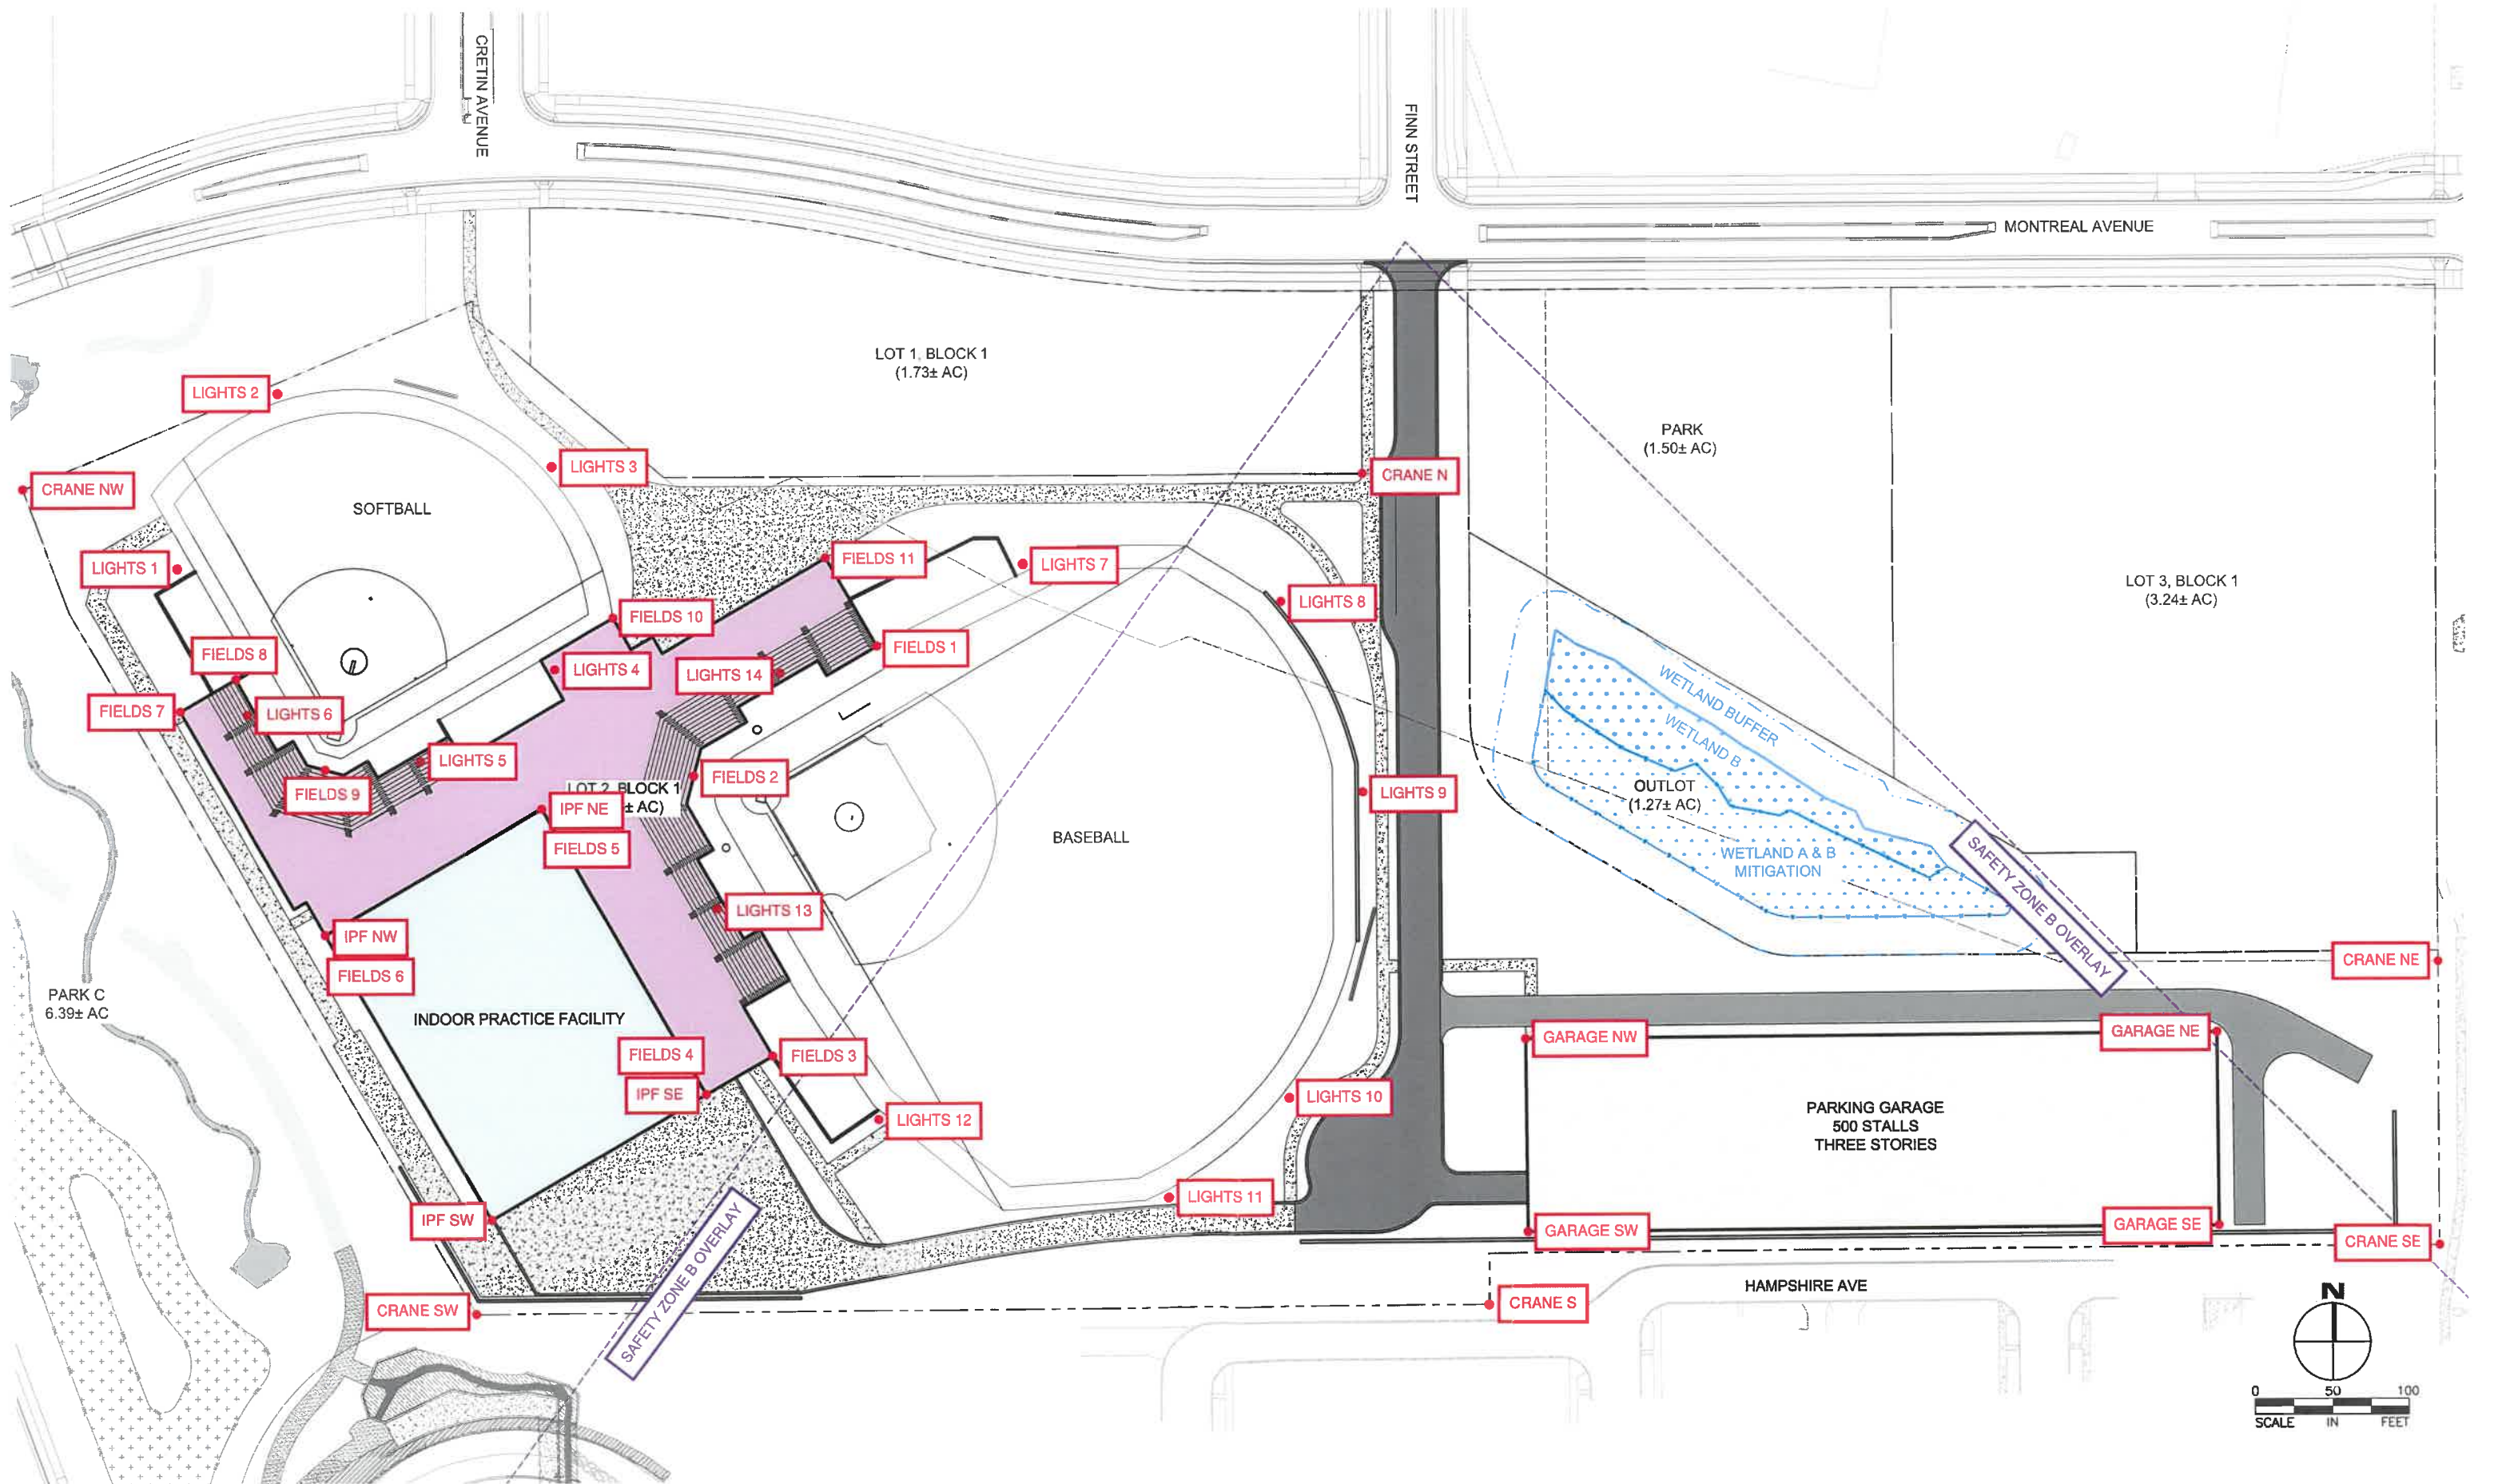 CRETIN AVENUE
FINN STREET
MONTREAL AVENUE
LOT 1, BLOCK 1
(1.73± AC)
LIGHTS 2
PARK
(1.50± AC)
LIGHTS 3
CRANE N
CRANE NW
SOFTBALL
FIELDS 11
LIGHTS 7
LIGHTS 1
LOT 3, BLOCK 1
(3.24± AC)
LIGHTS 8
FIELDS 10
FIELDS 8
FIELDS 1
LIGHTS 4
LIGHTS 14
WETLAND BUFFER
FIELDS 7
LIGHTS 6
WETLAND B
LIGHTS 5
FIELDS 2
LOT 2, BLOCK 1
± AC)
FIELDS 9
IPF NE
LIGHTS 9
OUTLOT
(1.27± AC)
BASEBALL
FIELDS 5
WETLAND A & B
MITIGATION
SAFETY ZONE B OVERLAY
LIGHTS 13
IPF NW
CRANE NE
FIELDS 6
PARK C
6.39± AC
INDOOR PRACTICE FACILITY
GARAGE NW
GARAGE NE
FIELDS 4
FIELDS 3
IPF SE
LIGHTS 10
PARKING GARAGE
500 STALLS
THREE STORIES
LIGHTS 12
LIGHTS 11
IPF SW
GARAGE SW
GARAGE SE
CRANE SE
SAFETY ZONE B OVERLAY
HAMPSHIRE AVE
CRANE SW
CRANE S
N
0 50 100
SCALE IN FEET